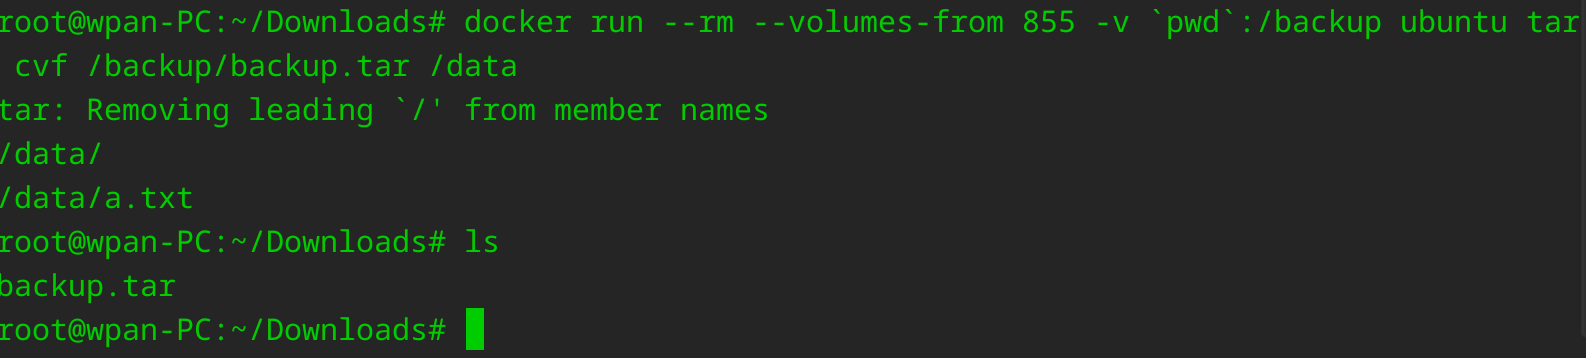 root@wpan-PC:~/Downloads# docker run --rm --volumes-from 855 -v `pwd`:/backup ubuntu tar
 cvf /backup/backup.tar /data
tar: Removing leading `/' from member names
/data/
/data/a.txt
root@wpan-PC:~/Downloads# ls
backup.tar
root@wpan-PC:~/Downloads#